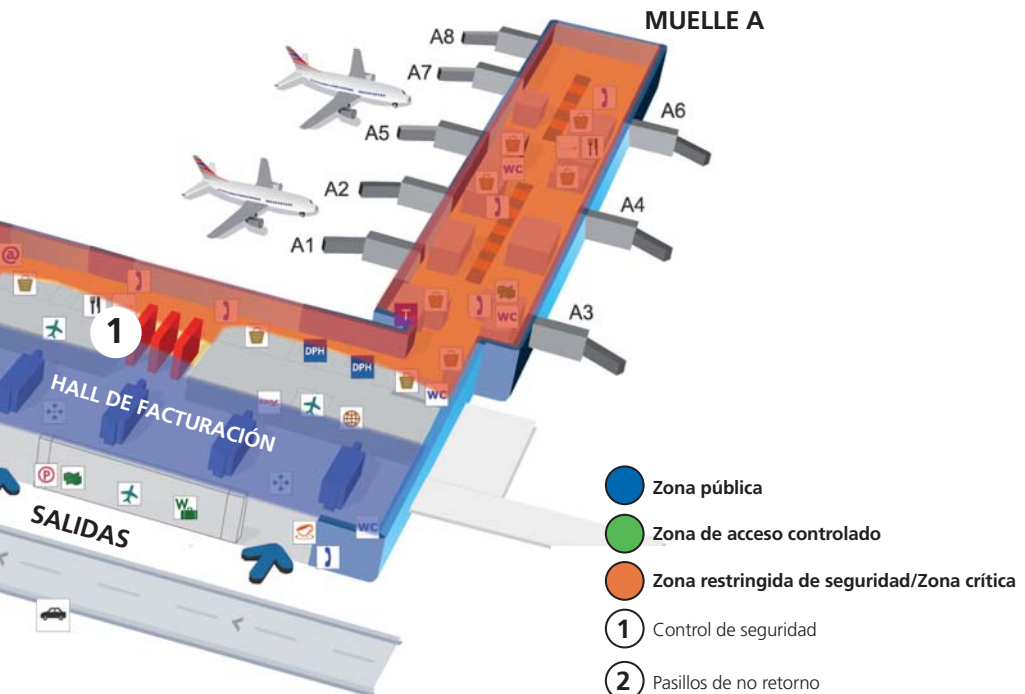 MUELLE A
A8
A7
A6
A5
A2
A4
A1
A3
WC
T
WC
@
1
DPH
DPH
WC
HALL DE FACTURACIÓN
P
W
WC
SALIDAS
Zona pública
Zona de acceso controlado
Zona restringida de seguridad/Zona crítica
1 Control de seguridad
2 Pasillos de no retorno